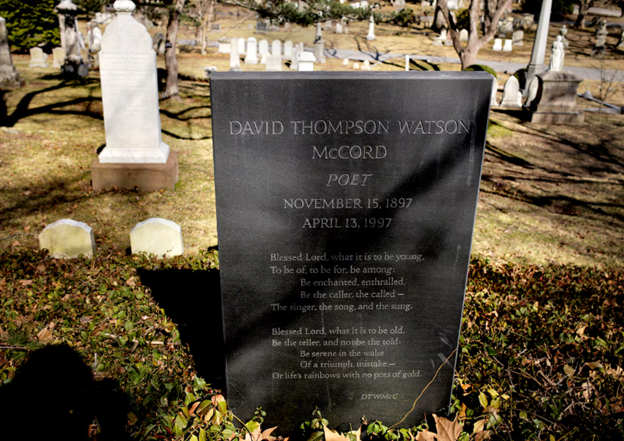 DAVID THOMPSON WATSON
McCORD
POET
NOVEMBER 15, 1897
APRIL 13, 1997
Blessed Lord, what it is to be young,
To be of, to be for, be among;
Be enchanted, enthralled,
Be the caller, the called –
The singer, the song, and the sung.
Blessed Lord, what it is to be old,
Be the teller, and not be the told
Be serene in the wake
Of a triumph, mistake –
Or life's rainbows with no pots of gold.
DTWMcC